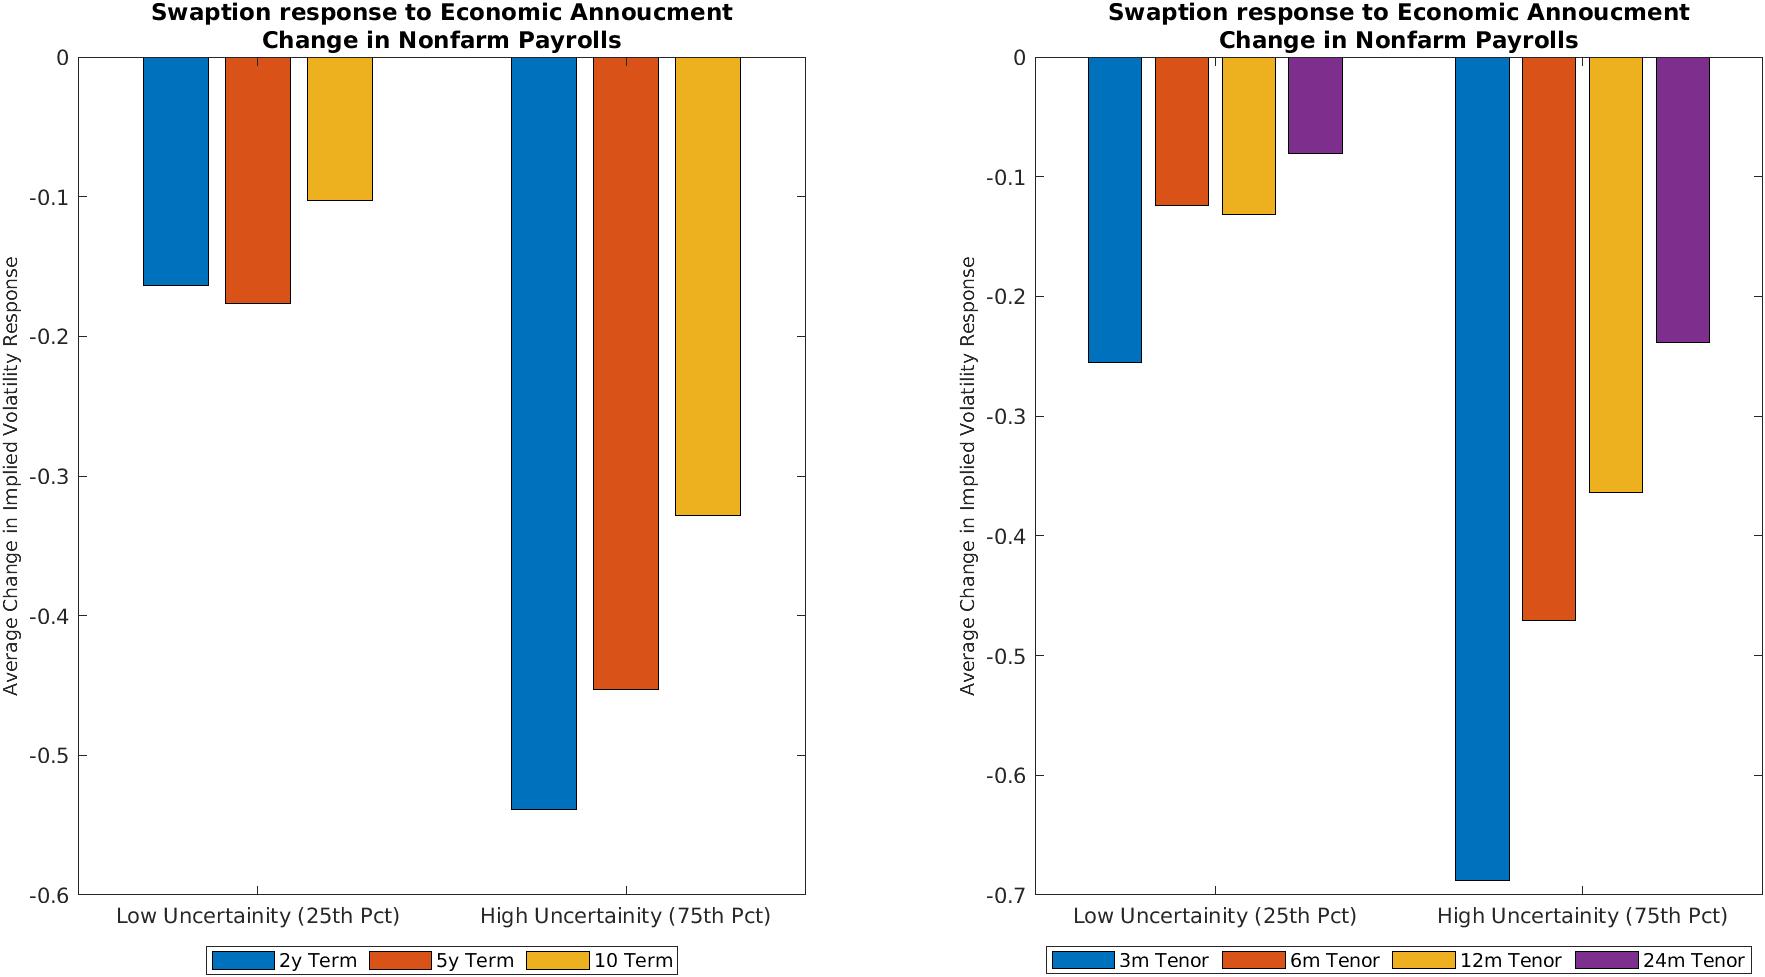 Swaption response to Economic Annoucment
Change in Nonfarm Payrolls
Average Change in Implied Volatility Response
0
-0.1
-0.2
-0.3
-0.4
-0.5
-0.6
Low Uncertainity (25th Pct) High Uncertainity (75th Pct)
2y Term 5y Term 10 Term
Swaption response to Economic Annoucment
Change in Nonfarm Payrolls
Average Change in Implied Volatility Response
0
-0.1
-0.2
-0.3
-0.4
-0.5
-0.6
-0.7
Low Uncertainity (25th Pct) High Uncertainity (75th Pct)
3m Tenor 6m Tenor 12m Tenor 24m Tenor